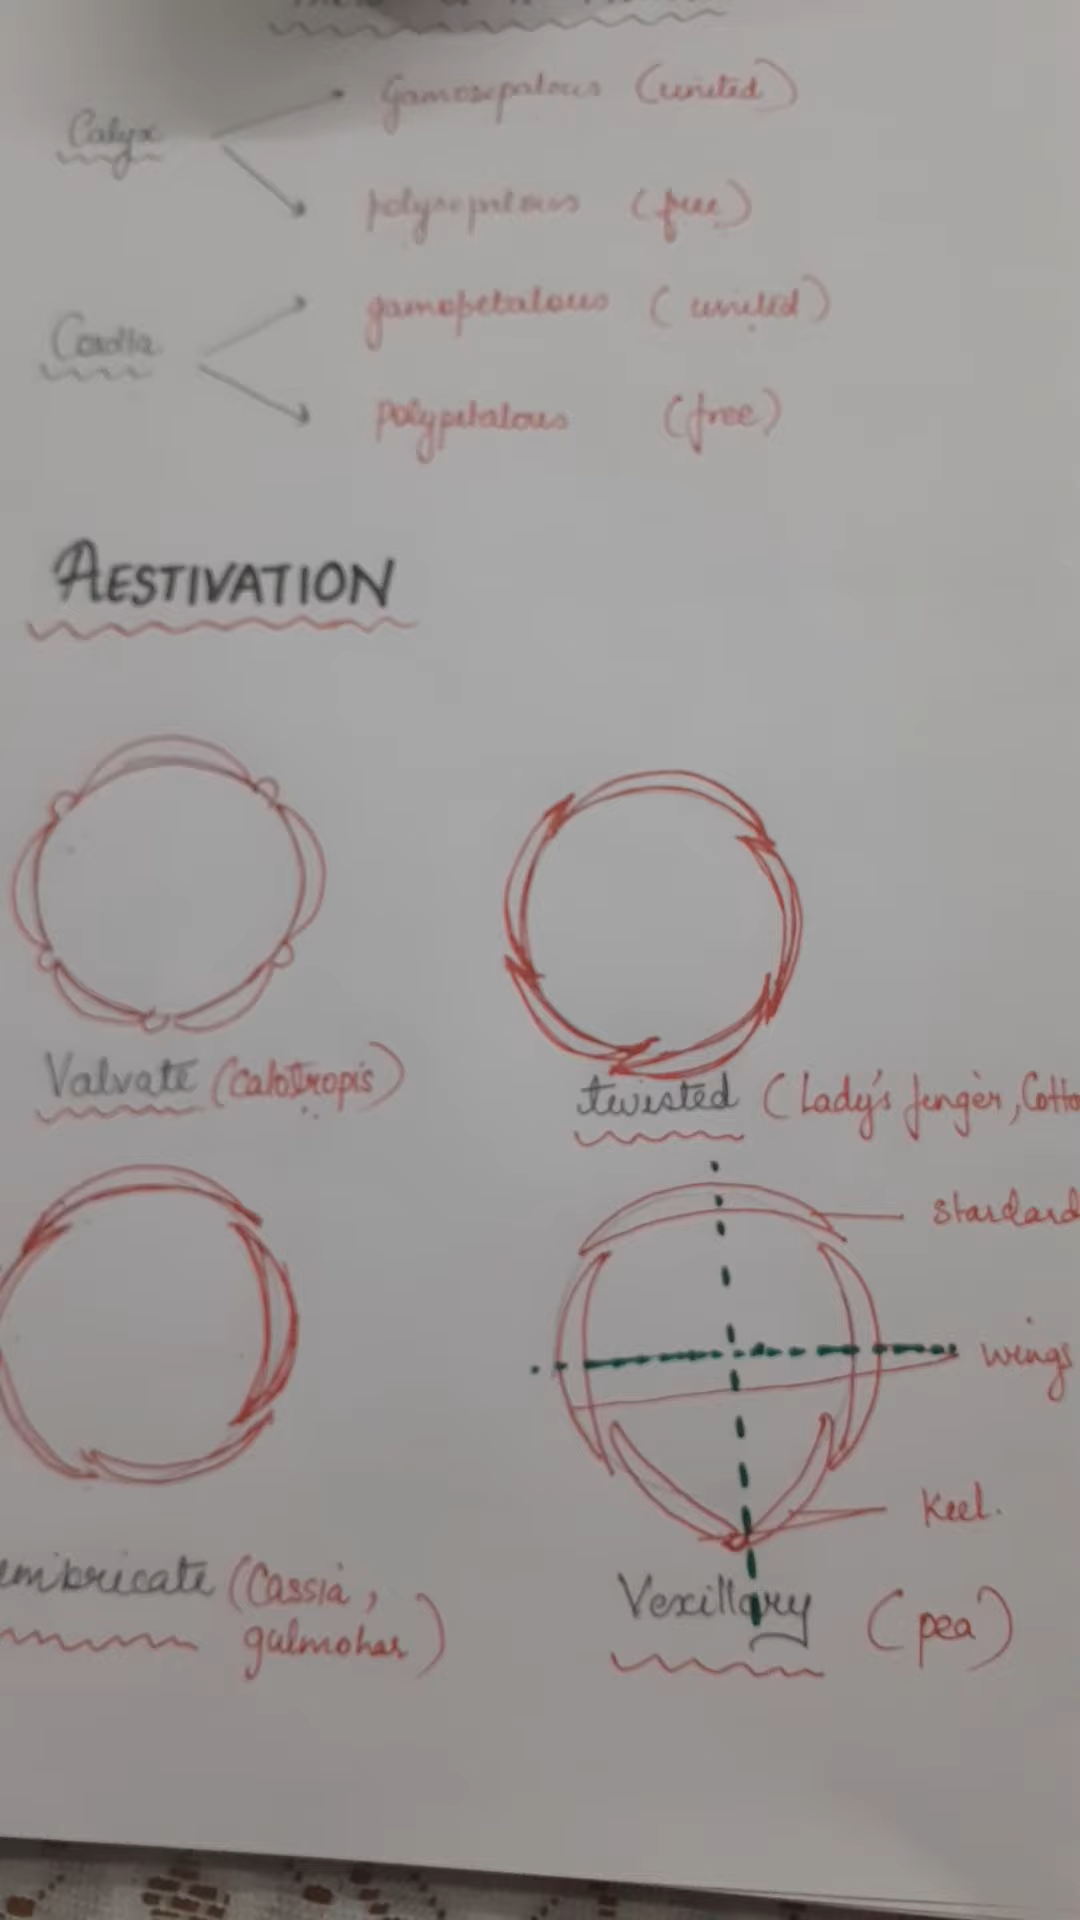 Gamosepalous (united)
Calyx
polysepalous (free)
gamopetalous (united)
Corolla
polypetalous (free)
AESTIVATION
Valvate (calotropis)
twisted (Lady's finger, Cotto
standard
wings
Keel.
imbricate (Cassia,
gulmohar)
Vexillary (pea)